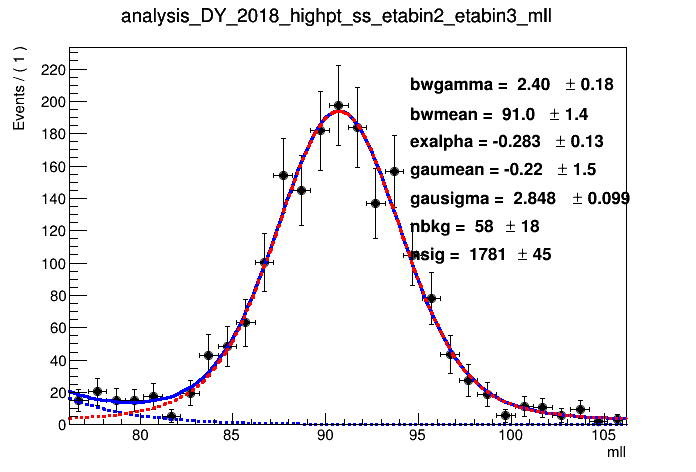 analysis_DY_2018_highpt_ss_etabin2_etabin3_mll
Events / ( 1 )
220
200
180
160
140
120
100
80
60
40
20
0
bwgamma = 2.40 ± 0.18
bwmean = 91.0 ± 1.4
exalpha = -0.283 ± 0.13
gaumean = -0.22 ± 1.5
gausigma = 2.848 ± 0.099
nbkg = 58 ± 18
nsig = 1781 ± 45
80 85 90 95 100 105
mll